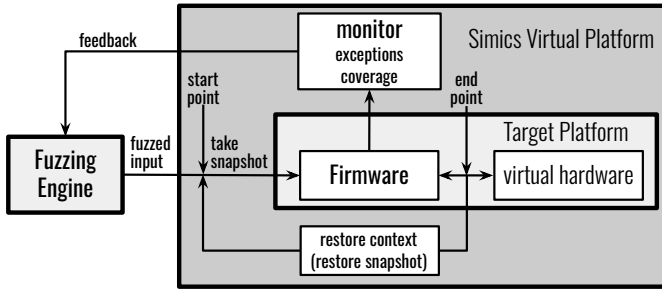 monitor
exceptions
coverage
Simics Virtual Platform
feedback
start
point
end
point
Target Platform
Fuzzing
Engine
fuzzed
input
take
snapshot
Firmware
virtual hardware
restore context
(restore snapshot)